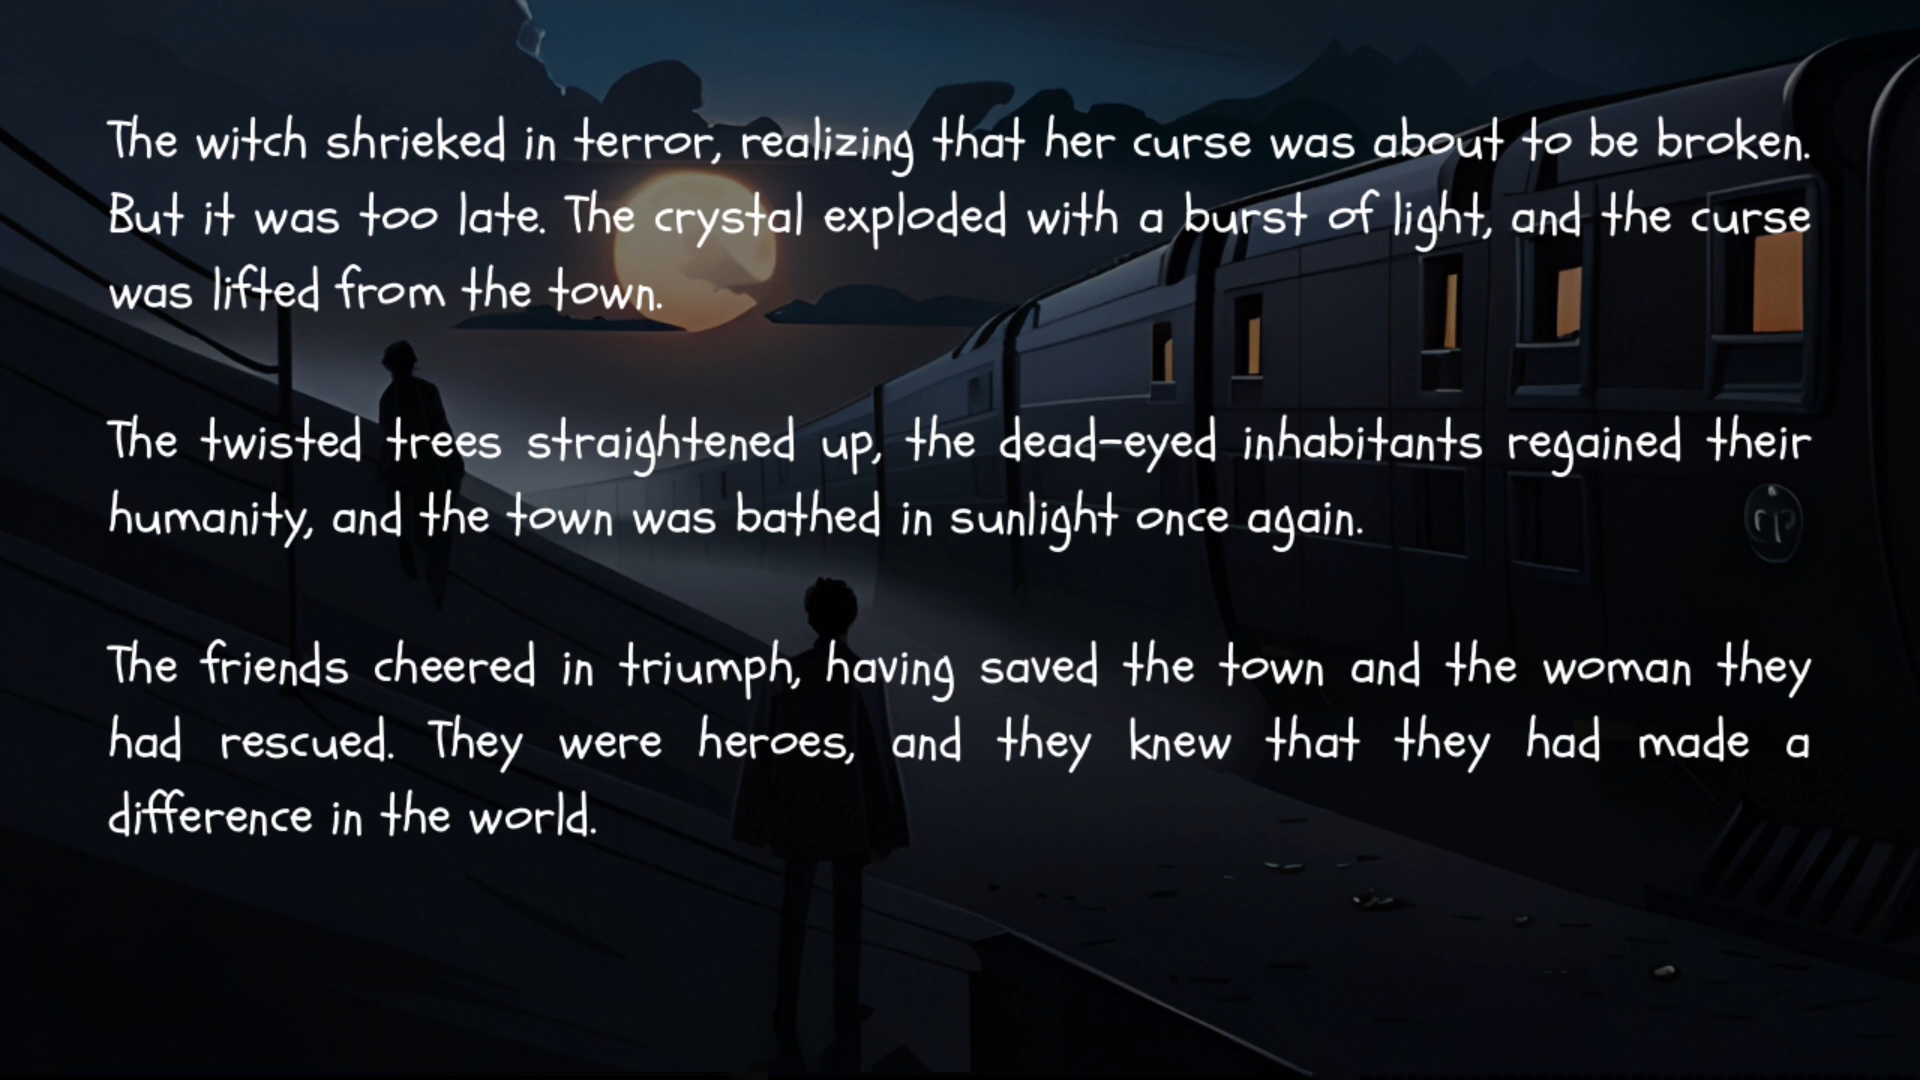 The witch shrieked in terror, realizing that her curse was about to be broken.
But it was too late. The crystal exploded with a burst of light, and the curse
was lifted from the town.
The twisted trees straightened up, the dead-eyed inhabitants regained their
humanity, and the town was bathed in sunlight once again.
The friends cheered in triumph, having saved the town and the woman they
had rescued. They were heroes, and they knew that they had made a
difference in the world.